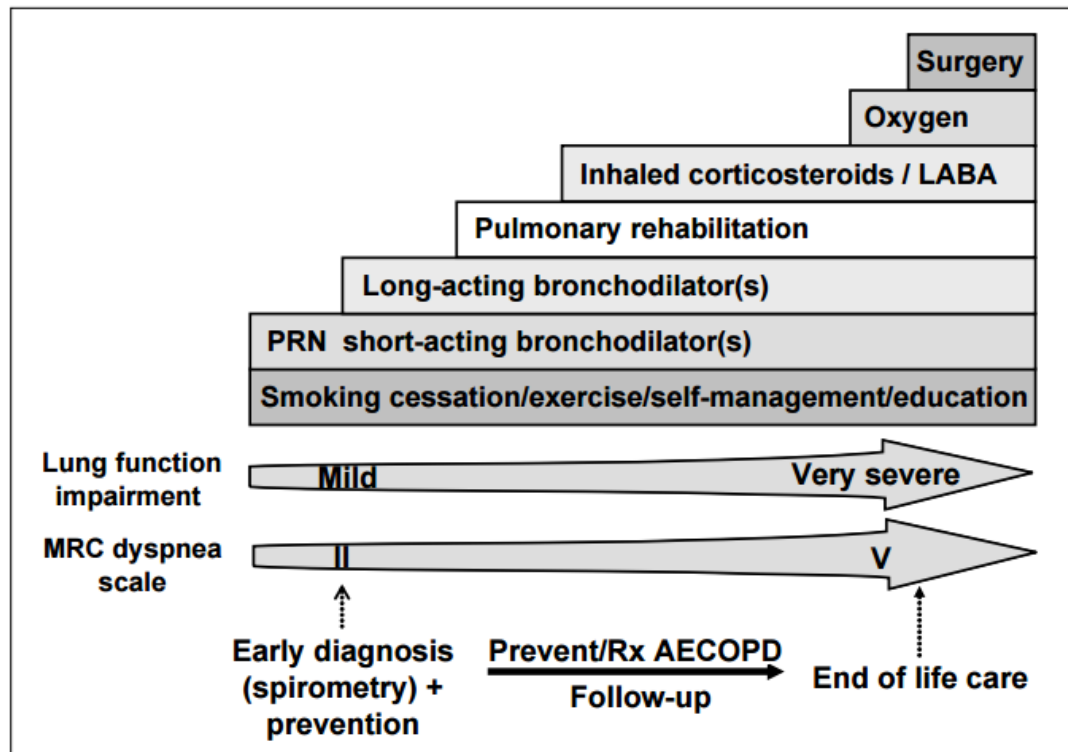 Surgery
Oxygen
Inhaled corticosteroids / LABA
Pulmonary rehabilitation
Long-acting bronchodilator(s)
PRN short-acting bronchodilator(s)
Smoking cessation/exercise/self-management/education
Lung function
impairment
Mild
Very severe
MRC dyspnea
scale
II
V
Early diagnosis
(spirometry) +
prevention
Prevent/Rx AECOPD
Follow-up
End of life care